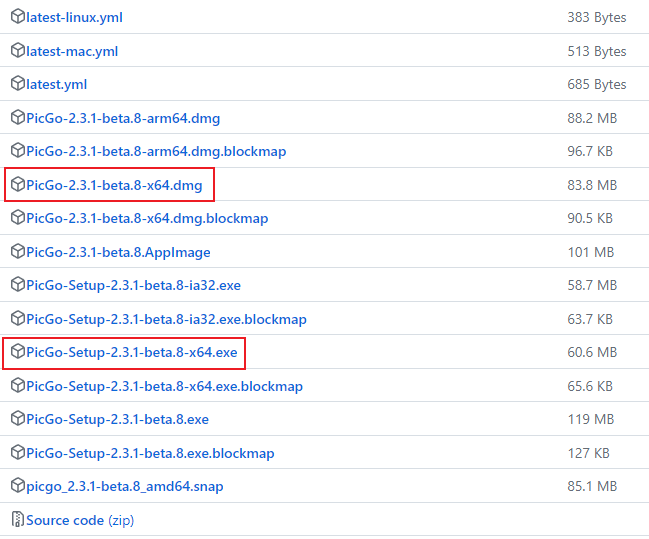 latest-linux.yml 383 Bytes
latest-mac.yml 513 Bytes
latest.yml 685 Bytes
PicGo-2.3.1-beta.8-arm64.dmg 88.2 MB
PicGo-2.3.1-beta.8-arm64.dmg.blockmap 96.7 KB
PicGo-2.3.1-beta.8-x64.dmg 83.8 MB
PicGo-2.3.1-beta.8-x64.dmg.blockmap 90.5 KB
PicGo-2.3.1-beta.8.AppImage 101 MB
PicGo-Setup-2.3.1-beta.8-ia32.exe 58.7 MB
PicGo-Setup-2.3.1-beta.8-ia32.exe.blockmap 63.7 KB
PicGo-Setup-2.3.1-beta.8-x64.exe 60.6 MB
PicGo-Setup-2.3.1-beta.8-x64.exe.blockmap 65.6 KB
PicGo-Setup-2.3.1-beta.8.exe 119 MB
PicGo-Setup-2.3.1-beta.8.exe.blockmap 127 KB
picgo_2.3.1-beta.8_amd64.snap 85.1 MB
Source code (zip)